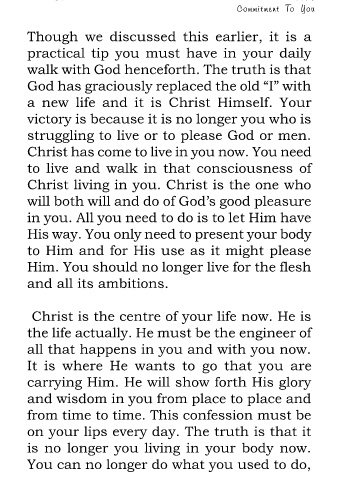 Commitment To You
Though we discussed this earlier, it is a
practical tip you must have in your daily
walk with God henceforth. The truth is that
God has graciously replaced the old “I” with
a new life and it is Christ Himself. Your
victory is because it is no longer you who is
struggling to live or to please God or men.
Christ has come to live in you now. You need
to live and walk in that consciousness of
Christ living in you. Christ is the one who
will both will and do of God's good pleasure
in you. All you need to do is to let Him have
His way. You only need to present your body
to Him and for His use as it might please
Him. You should no longer live for the flesh
and all its ambitions.
Christ is the centre of your life now. He is
the life actually. He must be the engineer of
all that happens in you and with you now.
It is where He wants to go that you are
carrying Him. He will show forth His glory
and wisdom in you from place to place and
from time to time. This confession must be
on your lips every day. The truth is that it
is no longer you living in your body now.
You can no longer do what you used to do,